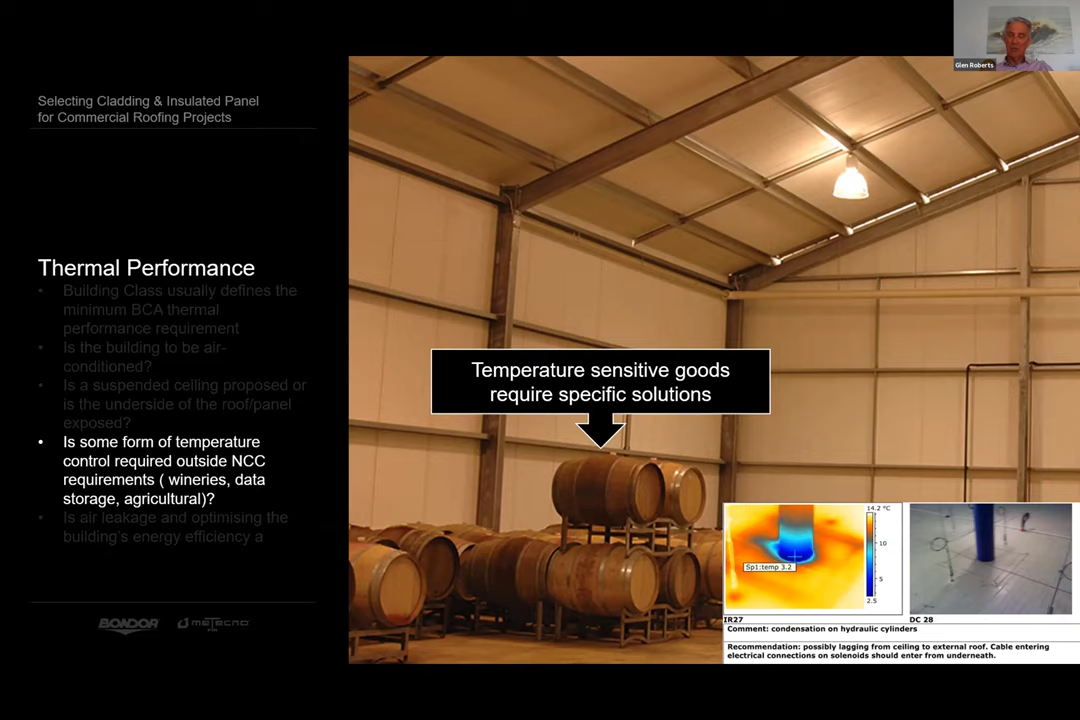 Glen Roberts
Selecting Cladding & Insulated Panel
for Commercial Roofing Projects
Thermal Performance
• Building Class usually defines the
minimum BCA thermal
performance requirement
• Is the building to be air-
conditioned?
• Is a suspended ceiling proposed or
is the underside of the roof/panel
exposed?
• Is some form of temperature
control required outside NCC
requirements ( wineries, data
storage, agricultural)?
• Is air leakage and optimising the
building's energy efficiency a
BONDOR
METECNO
PIR
Temperature sensitive goods
require specific solutions
14.2 °C
10
5
2.5
Sp1:temp 3.2
IR27
DC 28
Comment: condensation on hydraulic cylinders
Recommendation: possibly lagging from ceiling to external roof. Cable entering
electrical connections on solenoids should enter from underneath.